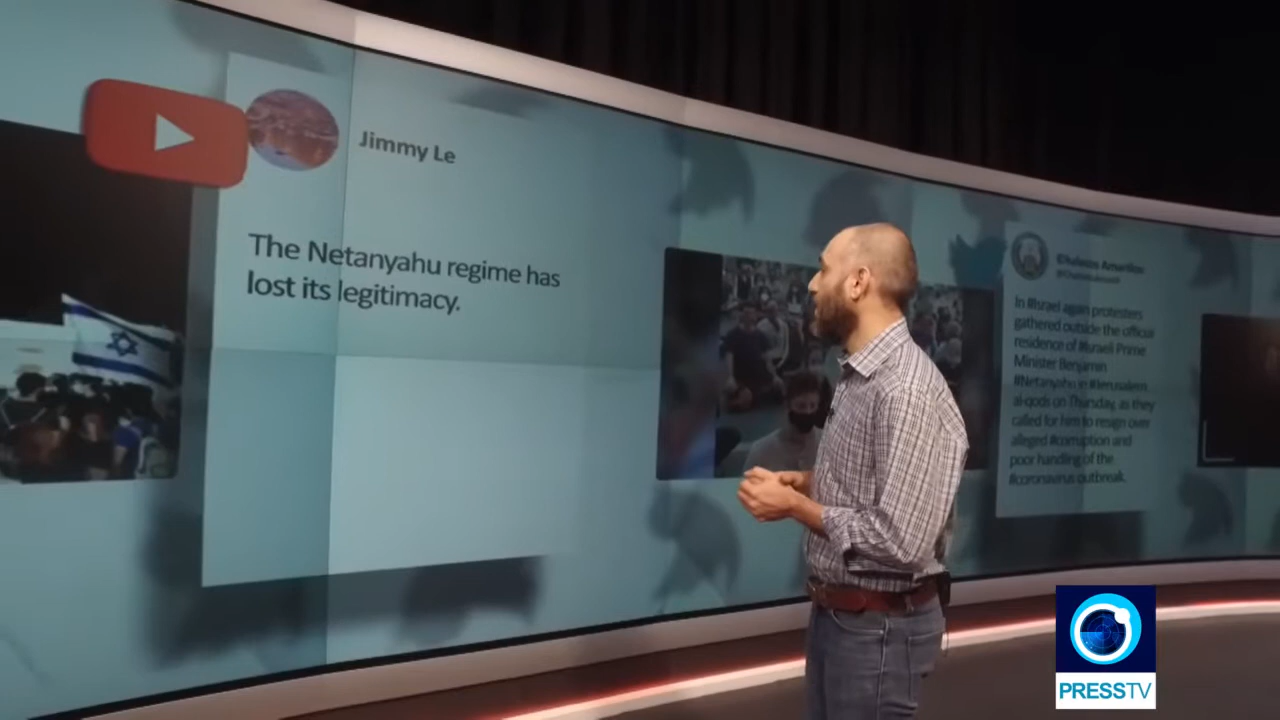 Jimmy Le
The Netanyahu regime has
lost its legitimacy.
In #Israel again protesters
gathered outside the official
residence of #Israeli Prime
Minister Benjamin
#Netanyahu in #Jerusalem
al-qods on Thursday, as they
called for him to resign over
alleged #corruption and
poor handling of the
#coronavirus outbreak.
PRESSTV